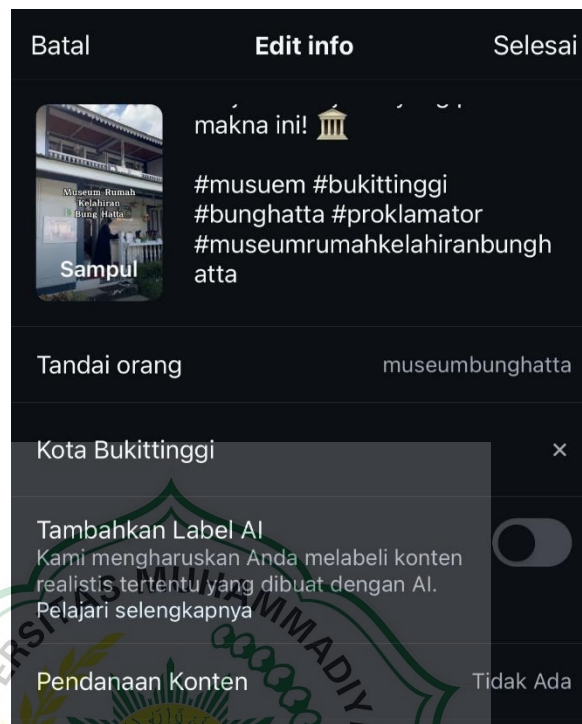 Batal Edit info Selesai
makna ini! 🏛️
#musuem #bukittinggi
#bunghatta #proklamator
#museumrumahkelahiranbungh
atta
Museum Rumah
Kelahiran
Bung Hatta
Sampul
Tandai orang museumbunghatta
Kota Bukittinggi ×
Tambahkan Label AI
Kami mengharuskan Anda melabeli konten
realistis tertentu yang dibuat dengan AI.
Pelajari selengkapnya
Pendanaan Konten Tidak Ada